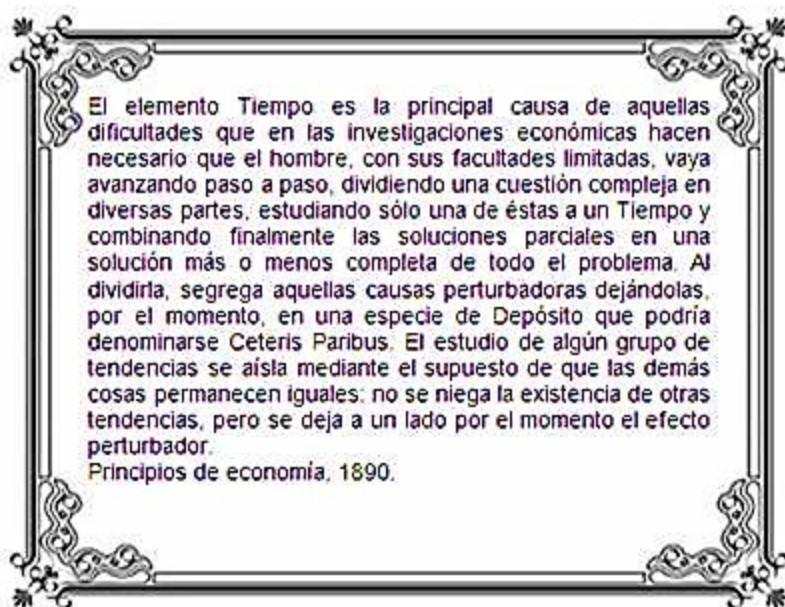 El elemento Tiempo es la principal causa de aquellas
dificultades que en las investigaciones económicas hacen
necesario que el hombre, con sus facultades limitadas, vaya
avanzando paso a paso, dividiendo una cuestión compleja en
diversas partes, estudiando sólo una de éstas a un Tiempo y
combinando finalmente las soluciones parciales en una
solución más o menos completa de todo el problema. Al
dividirla, segrega aquellas causas perturbadoras dejándolas,
por el momento, en una especie de Depósito que podría
denominarse Ceteris Paribus. El estudio de algún grupo de
tendencias se aísla mediante el supuesto de que las demás
cosas permanecen iguales: no se niega la existencia de otras
tendencias, pero se deja a un lado por el momento el efecto
perturbador.
Principios de economía, 1890.